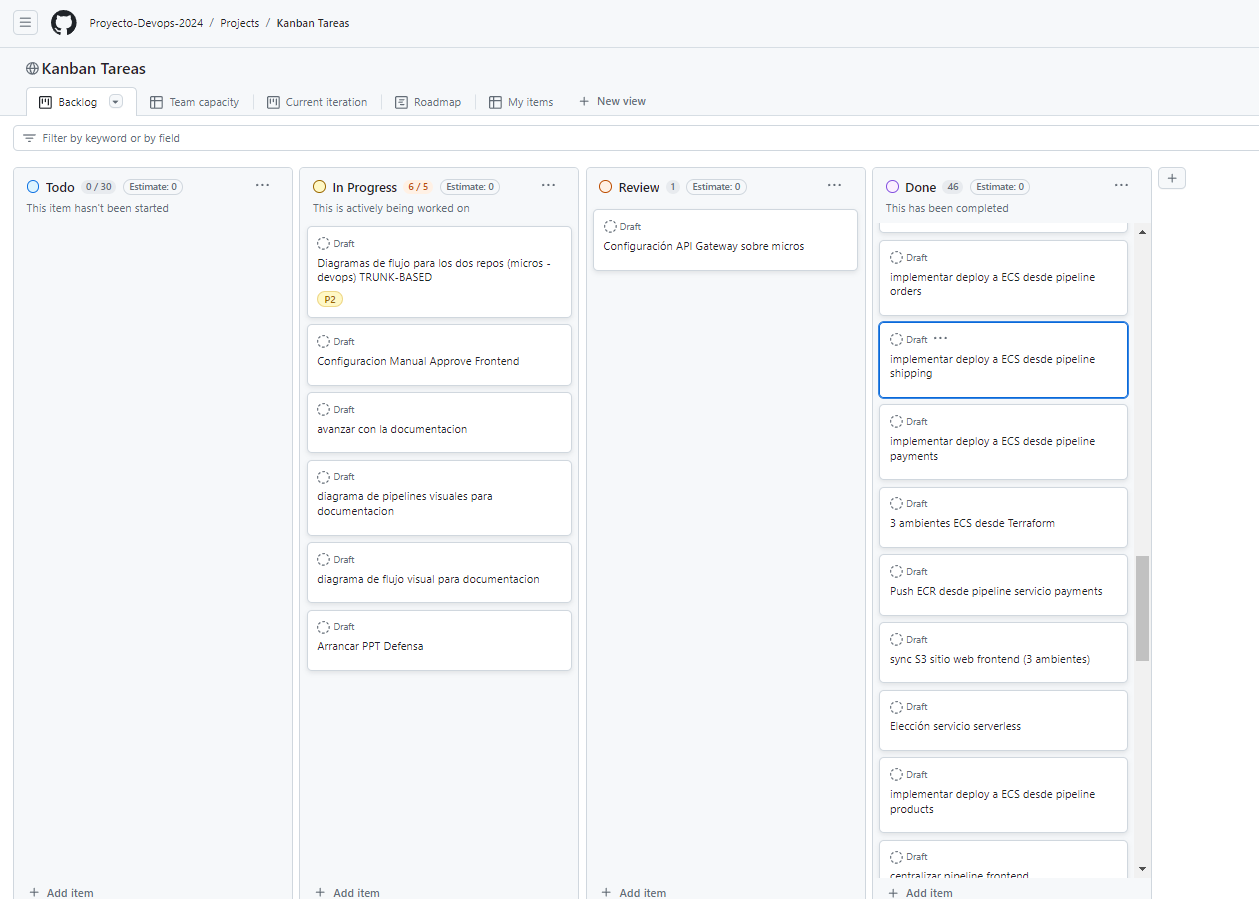 Proyecto-Devops-2024 / Projects / Kanban Tareas
Kanban Tareas
Backlog
Team capacity
Current iteration
Roadmap
My items
+ New view
Filter by keyword or by field
Todo 0 / 30 Estimate: 0 ···
This item hasn't been started
+ Add item
In Progress 6 / 5 Estimate: 0 ···
This is actively being worked on
Draft
Diagramas de flujo para los dos repos (micros -
devops) TRUNK-BASED
P2
Draft
Configuracion Manual Approve Frontend
Draft
avanzar con la documentacion
Draft
diagrama de pipelines visuales para
documentacion
Draft
diagrama de flujo visual para documentacion
Draft
Arrancar PPT Defensa
+ Add item
Review 1 Estimate: 0 ···
Draft
Configuración API Gateway sobre micros
+ Add item
Done 46 Estimate: 0 ···
This has been completed
Draft
implementar deploy a ECS desde pipeline
orders
Draft ···
implementar deploy a ECS desde pipeline
shipping
Draft
implementar deploy a ECS desde pipeline
payments
Draft
3 ambientes ECS desde Terraform
Draft
Push ECR desde pipeline servicio payments
Draft
sync S3 sitio web frontend (3 ambientes)
Draft
Elección servicio serverless
Draft
implementar deploy a ECS desde pipeline
products
Draft
centralizar pipeline frontend
+ Add item
+